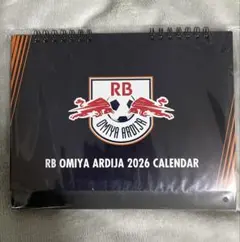 RB
OMIYA ARDIJA
RB OMIYA ARDIJA 2026 CALENDAR